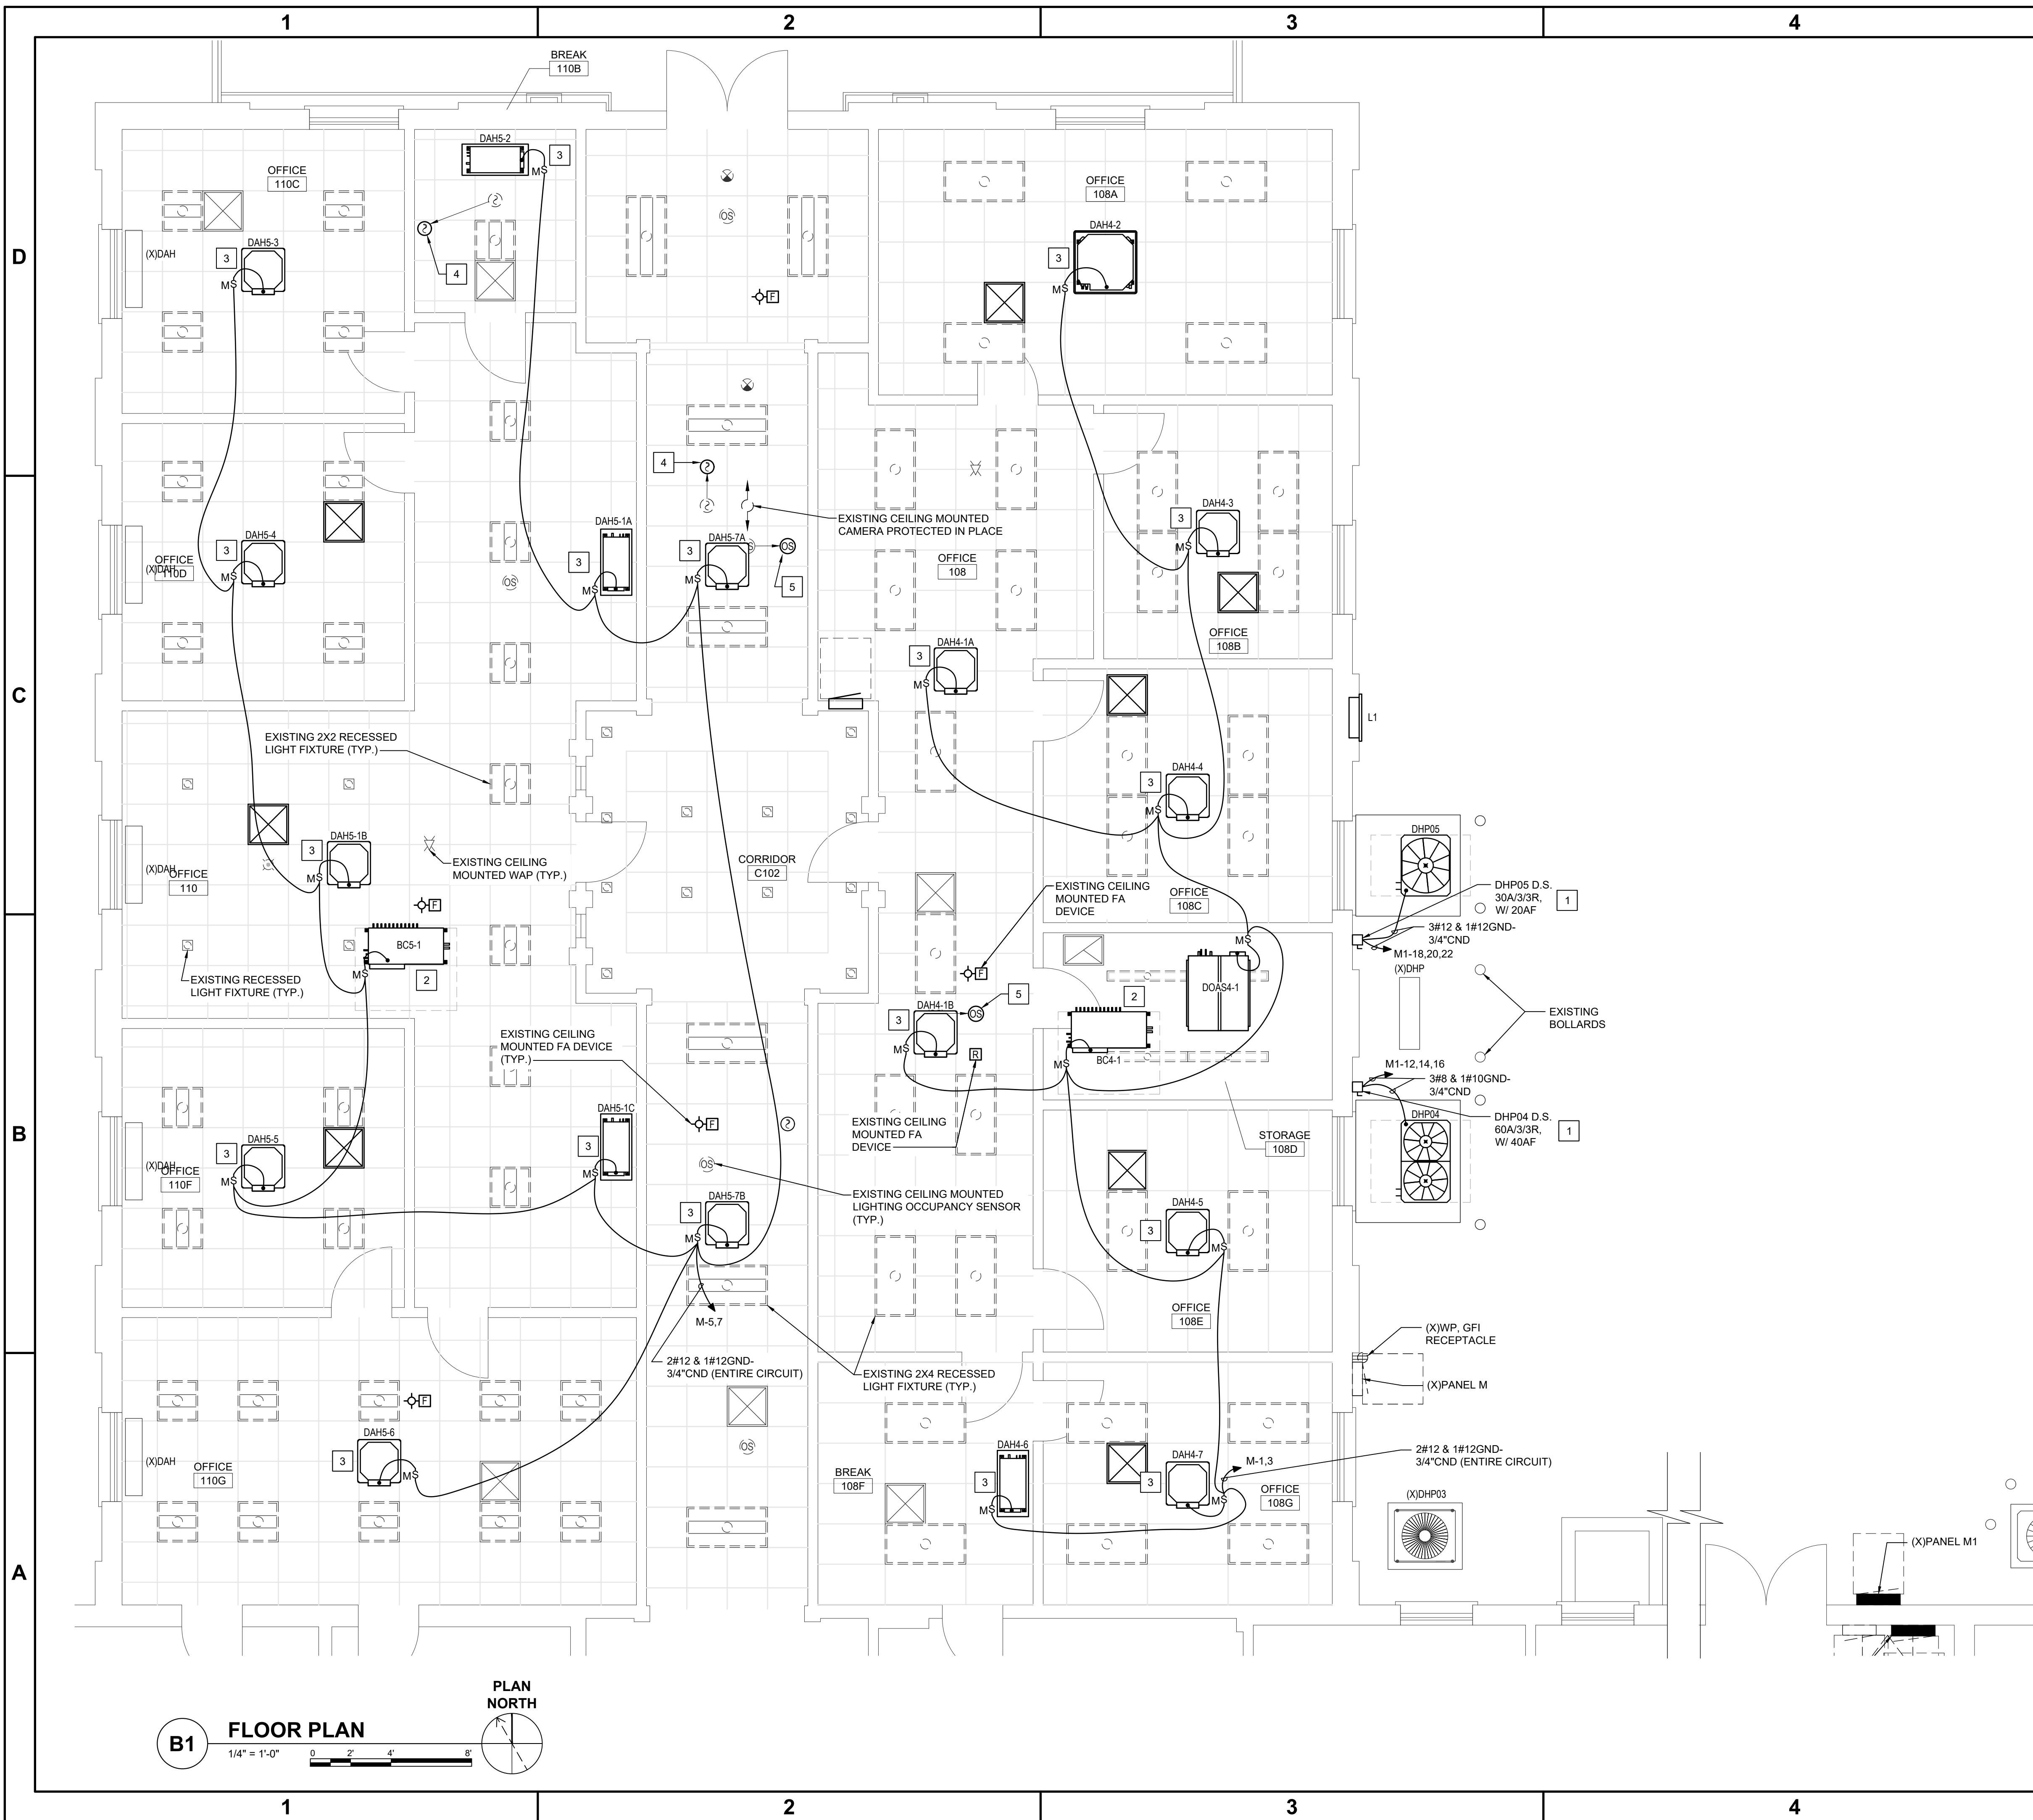 1
2
3
4
D
C
B
A
BREAK
110B
OFFICE
110C
DAH5-2
3
MS
DAH5-3
3
(X)DAH
MS
4
OS
F
OFFICE
108A
DAH4-2
3
MS
4
EXISTING CEILING MOUNTED
CAMERA PROTECTED IN PLACE
DAH5-4
3
OFFICE
110D
(X)DAH
MS
OS
DAH5-1A
3
MS
DAH5-7A
3
MS
OS
5
OFFICE
108
DAH4-3
3
MS
OFFICE
108B
DAH4-1A
3
MS
L1
EXISTING 2X2 RECESSED
LIGHT FIXTURE (TYP.)
DAH4-4
3
MS
DAH5-1B
3
(X)DAH
OFFICE
110
MS
EXISTING CEILING
MOUNTED WAP (TYP.)
CORRIDOR
C102
EXISTING CEILING
MOUNTED FA
DEVICE
OFFICE
108C
DHP05
DHP05 D.S.
30A/3/3R,
W/ 20AF
1
3#12 & 1#12GND-
3/4"CND
M1-18,20,22
(X)DHP
F
BC5-1
MS
2
EXISTING RECESSED
LIGHT FIXTURE (TYP.)
F
MS
DOAS4-1
DAH4-1B
3
MS
OS
5
2
BC4-1
MS
R
EXISTING
BOLLARDS
EXISTING CEILING
MOUNTED FA DEVICE
(TYP.)
M1-12,14,16
3#8 & 1#10GND-
3/4"CND
DHP04
DHP04 D.S.
60A/3/3R,
W/ 40AF
1
DAH5-1C
3
MS
F
EXISTING CEILING
MOUNTED FA
DEVICE
STORAGE
108D
DAH5-5
3
(X)DAH
OFFICE
110F
MS
OS
EXISTING CEILING MOUNTED
LIGHTING OCCUPANCY SENSOR
(TYP.)
DAH5-7B
3
MS
DAH4-5
3
MS
OFFICE
108E
M-5,7
(X)WP, GFI
RECEPTACLE
2#12 & 1#12GND-
3/4"CND (ENTIRE CIRCUIT)
EXISTING 2X4 RECESSED
LIGHT FIXTURE (TYP.)
(X)PANEL M
F
DAH5-6
3
MS
(X)DAH
OFFICE
110G
OS
BREAK
108F
DAH4-6
3
MS
DAH4-7
3
MS
M-1,3
OFFICE
108G
2#12 & 1#12GND-
3/4"CND (ENTIRE CIRCUIT)
(X)DHP03
(X)PANEL M1
B1
FLOOR PLAN
1/4" = 1'-0"
0 2' 4' 8'
PLAN
NORTH
1
2
3
4